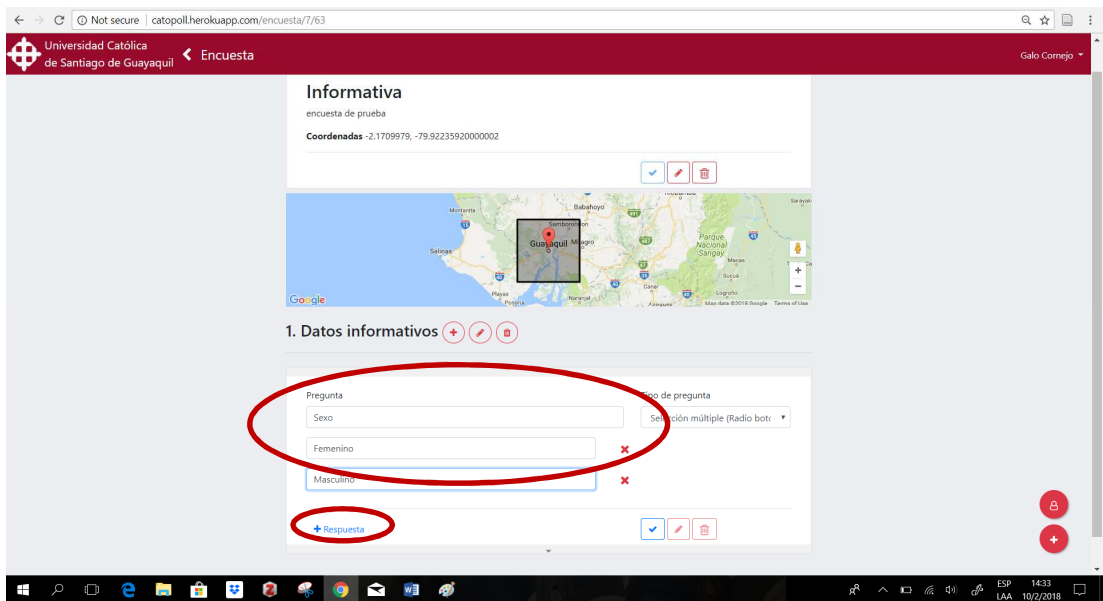 Not secure | catopoll.herokuapp.com/encuesta/7/63
Universidad Católica
de Santiago de Guayaquil
Encuesta
Galo Cornejo
Informativa
encuesta de prueba
Coordenadas -2.1709979, -79.92235920000002
Montanita
Babahoyo
Samborondon
Guayaquil
Milagro
Salinas
Parque
Nacional
Sangay
Macas
Sucua
Canar
Logroño
Playas
Posorja
Naranjal
Google
Map data ©2018 Google
Terms of Use
1. Datos informativos
Pregunta
Tipo de pregunta
Sexo
Selección múltiple (Radio boto
Femenino
Masculino
+ Respuesta
ESP
14:33
LAA
10/2/2018